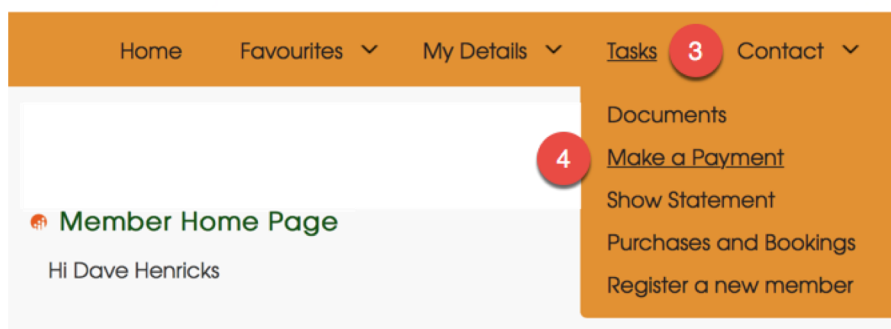 Home Favourites My Details Tasks 3 Contact
Documents
4 Make a Payment
Show Statement
Member Home Page
Purchases and Bookings
Hi Dave Henricks
Register a new member